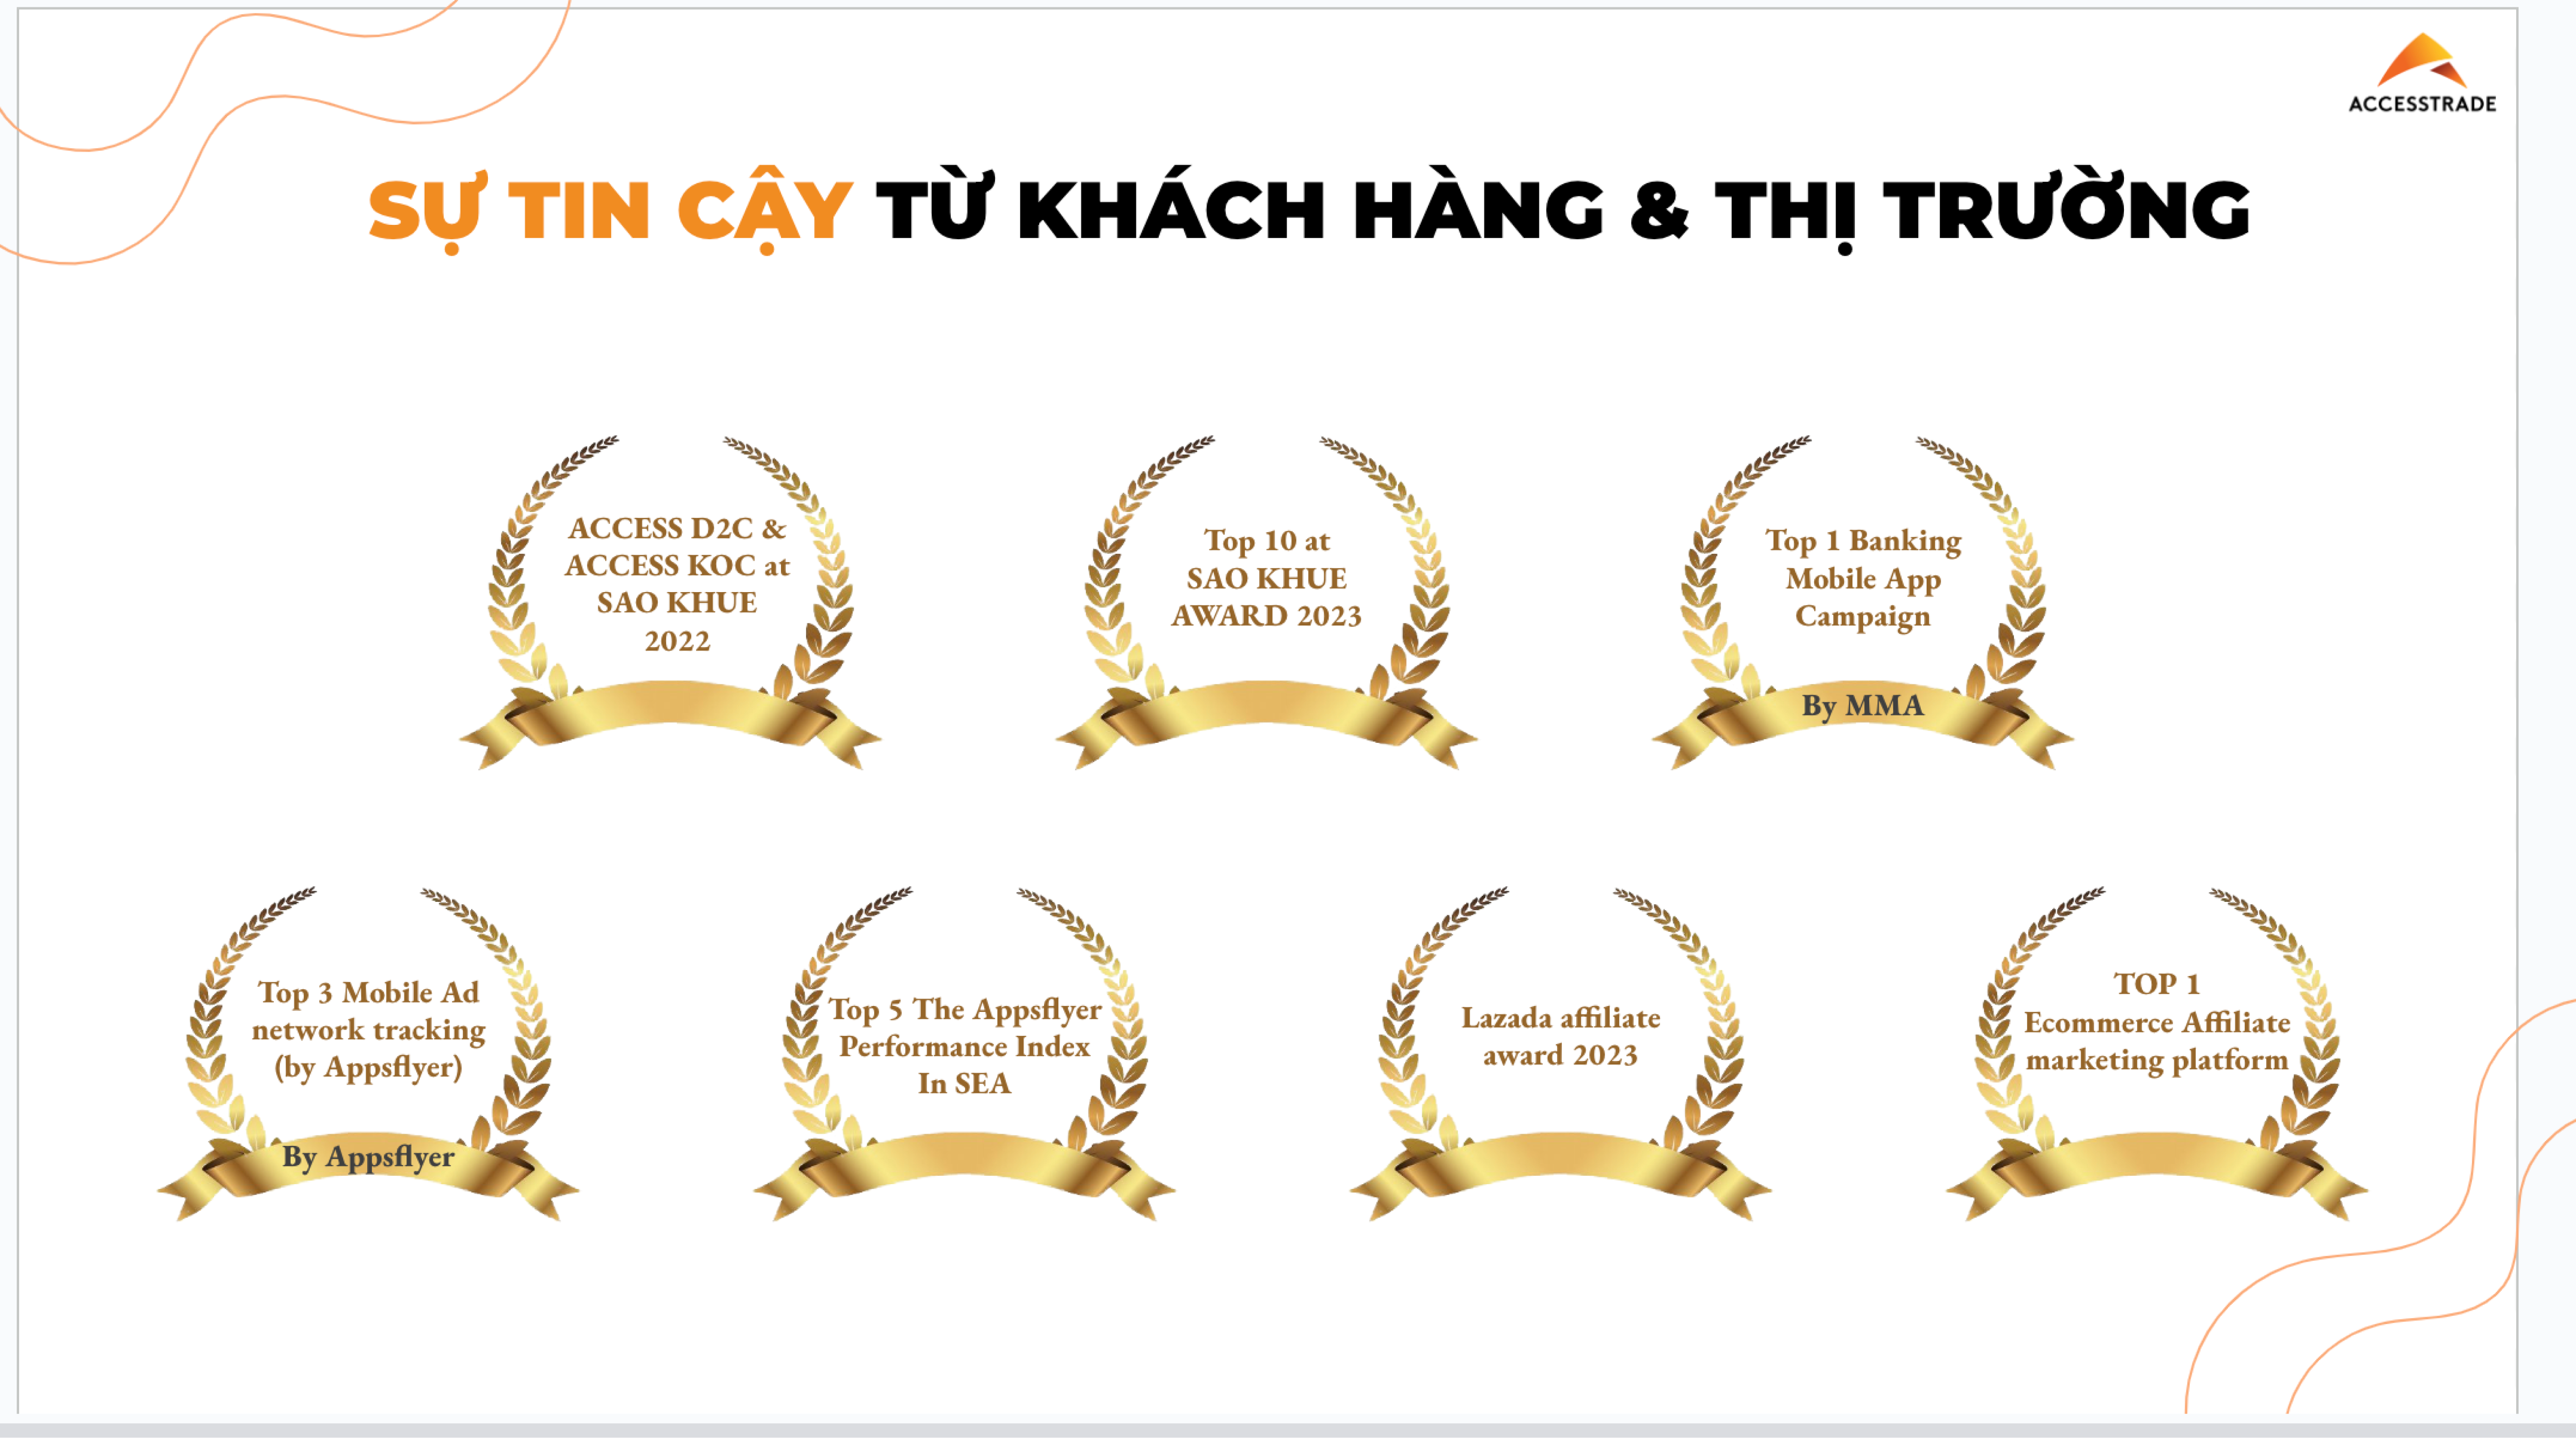 ACCESSTRADE
SỰ TIN CẬY TỪ KHÁCH HÀNG & THỊ TRƯỜNG
ACCESS D2C &
ACCESS KOC at
SAO KHUE
2022
Top 10 at
SAO KHUE
AWARD 2023
Top 1 Banking
Mobile App
Campaign
By MMA
Top 3 Mobile Ad
network tracking
(by Appsflyer)
By Appsflyer
Top 5 The Appsflyer
Performance Index
In SEA
Lazada affiliate
award 2023
TOP 1
Ecommerce Affiliate
marketing platform